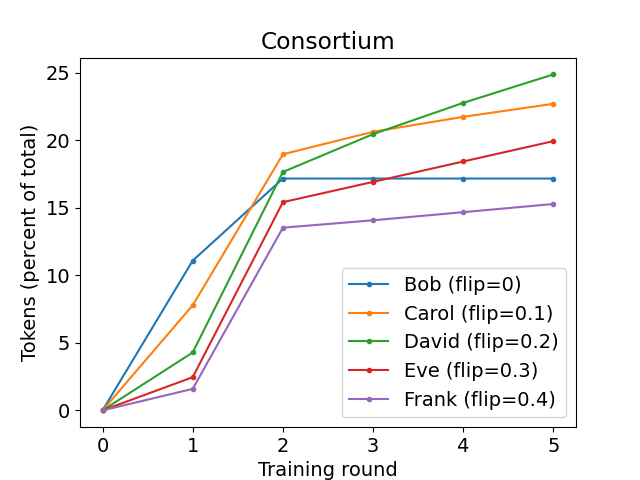 Consortium
Tokens (percent of total)
25
20
15
10
5
0
Bob (flip=0)
Carol (flip=0.1)
David (flip=0.2)
Eve (flip=0.3)
Frank (flip=0.4)
0 1 2 3 4 5
Training round